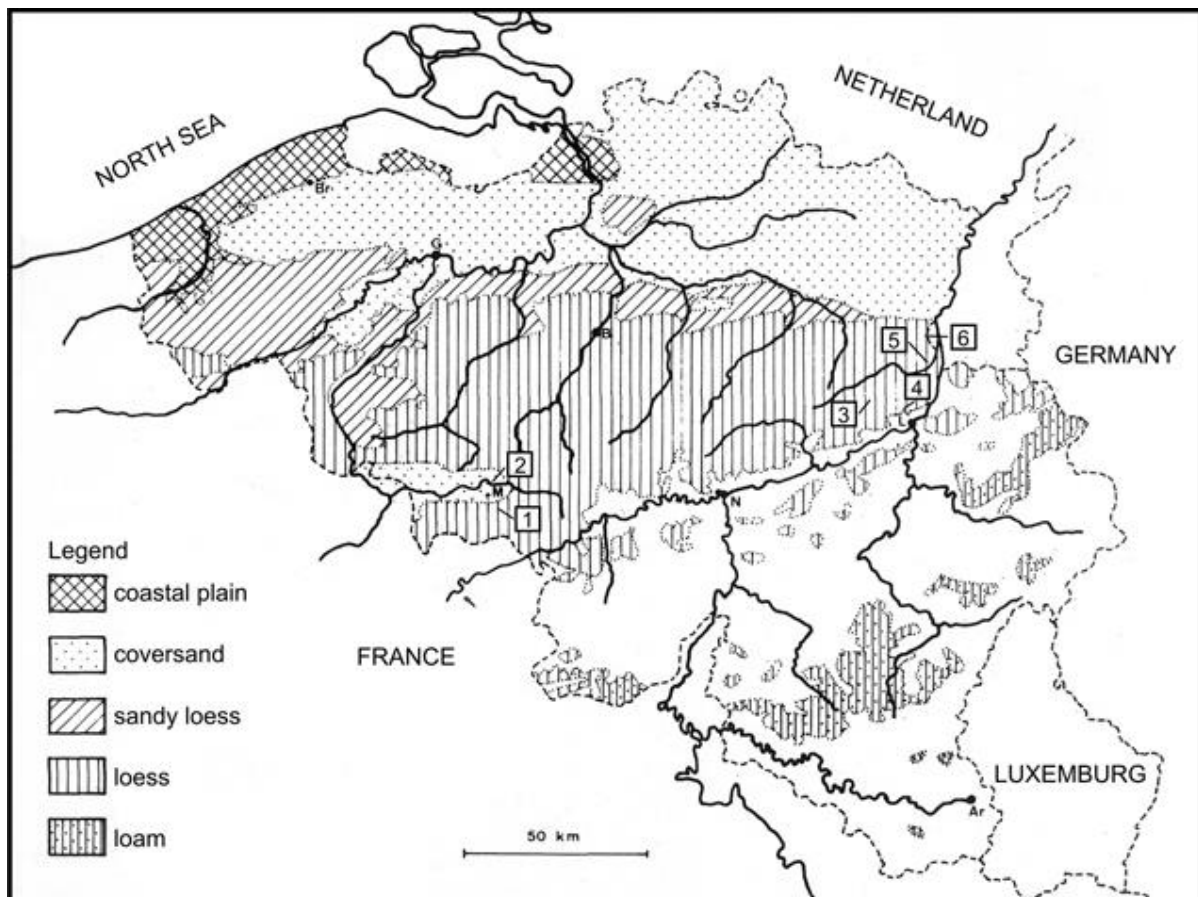 NETHERLAND
NORTH SEA
Br
G
B
GERMANY
5
6
4
3
2
M
1
N
Legend
coastal plain
coversand
sandy loess
loess
loam
FRANCE
LUXEMBURG
Ar
50 km